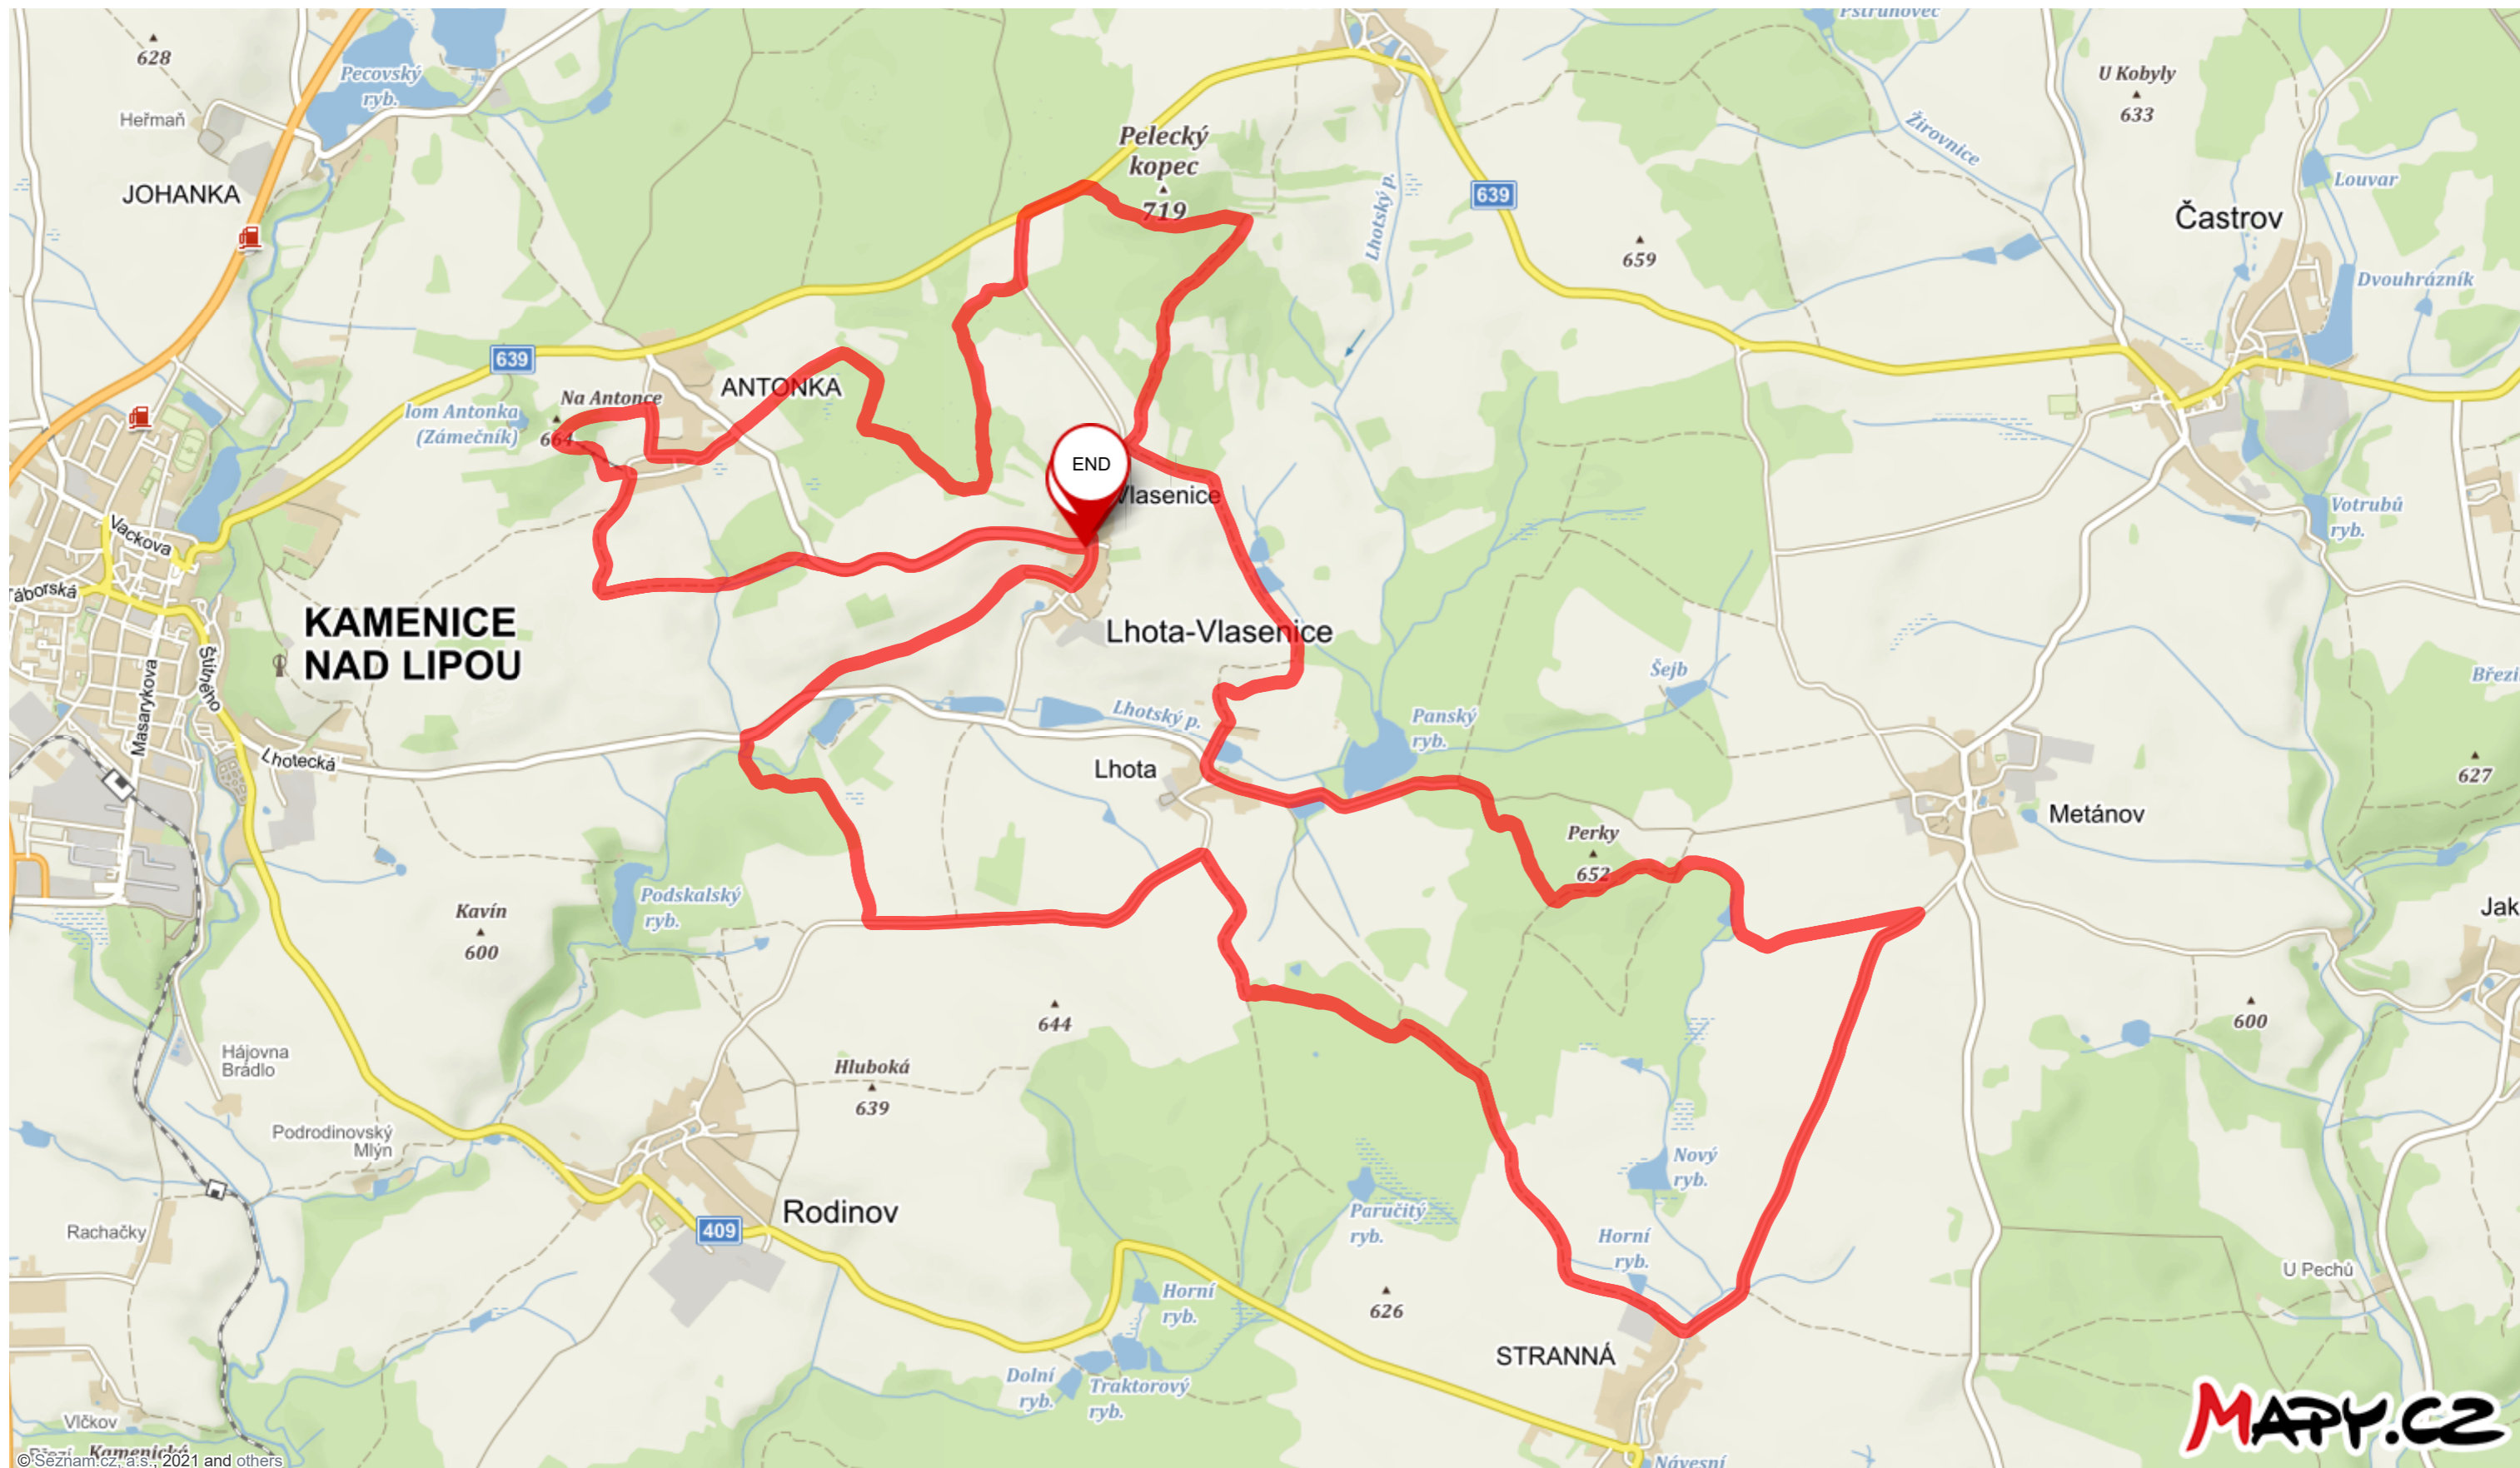 Pstruhovec
628
Pecovský
ryb.
U Kobyly
633
Heřmaň
Pelecký
kopec
719
Žirovnice
JOHANKA
Lhotský p.
639
Louvar
Častrov
659
Dvouhrázník
639
Na Antonce
ANTONKA
lom Antonka
(Zámečník)
664
END
Vlasenice
Votrubů
ryb.
Vackova
Táborská
KAMENICE
NAD LIPOU
Lhota-Vlasenice
Štítného
Masarykova
Šejb
Březi
Lhotský p.
Panský
ryb.
Lhotecká
Lhota
627
Metánov
Perky
652
Podskalský
ryb.
Kavín
600
Jak
644
600
Hájovna
Brádlo
Hluboká
639
Podrodinovský
Mlýn
Nový
ryb.
Rodinov
Paručitý
ryb.
Rachačky
409
Horní
ryb.
U Pechů
Horní
ryb.
626
STRANNÁ
Dolní
ryb.
Traktorový
ryb.
Vlčkov
MAPY.CZ
Kamenická
© Seznam.cz, a.s., 2021 and others
Návesní